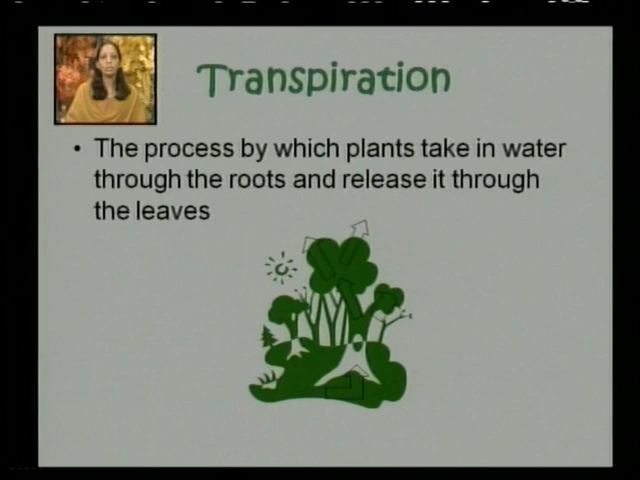 Transpiration
• The process by which plants take in water
through the roots and release it through
the leaves